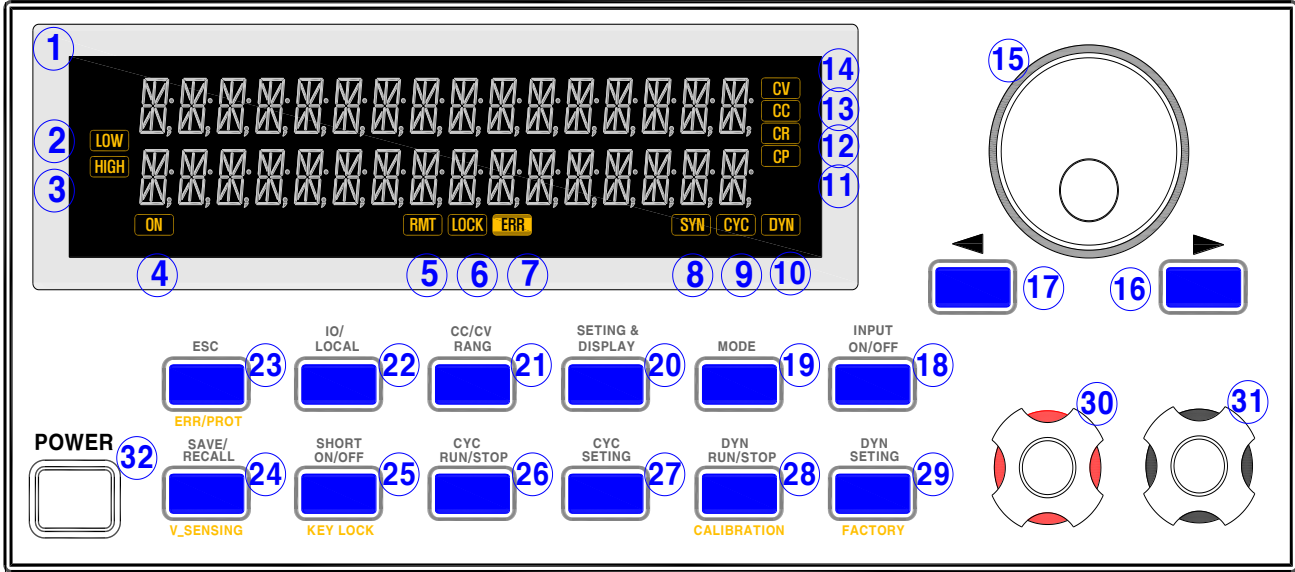 1
14
CV
15
CC
13
2
LOW
CR
12
HIGH
CP
3
11
ON
RMT
LOCK
ERR
SYN
CYC
DYN
4
5
6
7
8
9
10
17
16
ESC
IO/
LOCAL
CC/CV
RANG
SETING &
DISPLAY
MODE
INPUT
ON/OFF
23
22
21
20
19
18
ERR/PROT
30
31
POWER
32
SAVE/
RECALL
SHORT
ON/OFF
CYC
RUN/STOP
CYC
SETING
DYN
RUN/STOP
DYN
SETING
24
25
26
27
28
29
V_SENSING
KEY LOCK
CALIBRATION
FACTORY